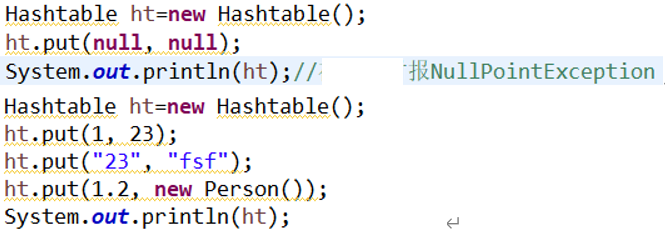 Hashtable ht=new Hashtable();
ht.put(null, null);
System.out.println(ht);// 报NullPointException
Hashtable ht=new Hashtable();
ht.put(1, 23);
ht.put("23", "fsf");
ht.put(1.2, new Person());
System.out.println(ht);